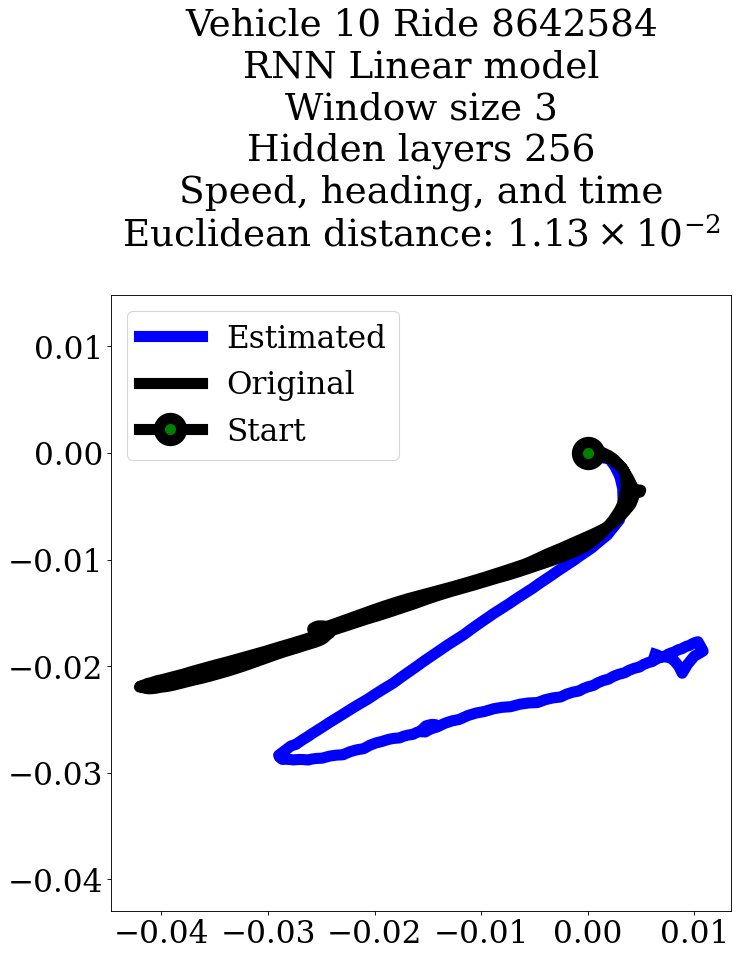 Vehicle 10 Ride 8642584
RNN Linear model
Window size 3
Hidden layers 256
Speed, heading, and time
Euclidean distance: 1.13 × 10⁻²
Estimated
Original
Start
0.01
0.00
−0.01
−0.02
−0.03
−0.04
−0.04 −0.03 −0.02 −0.01 0.00 0.01